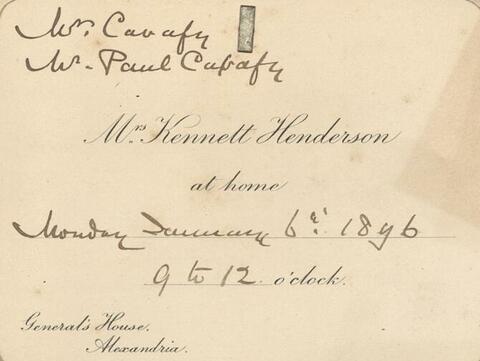 Mr. Cavafy
Mr. Paul Cavafy
Mrs Kennett Henderson
at home
Monday January 6th 1896
9 to 12 o'clock.
General's House.
Alexandria.